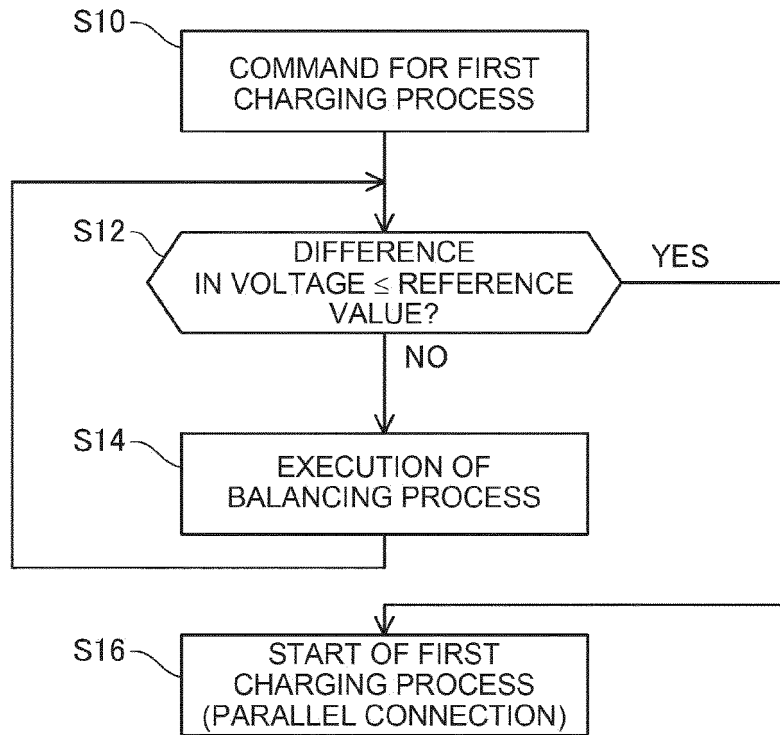 S10
COMMAND FOR FIRST
CHARGING PROCESS
S12
DIFFERENCE
IN VOLTAGE ≤ REFERENCE
VALUE?
YES
NO
S14
EXECUTION OF
BALANCING PROCESS
S16
START OF FIRST
CHARGING PROCESS
(PARALLEL CONNECTION)